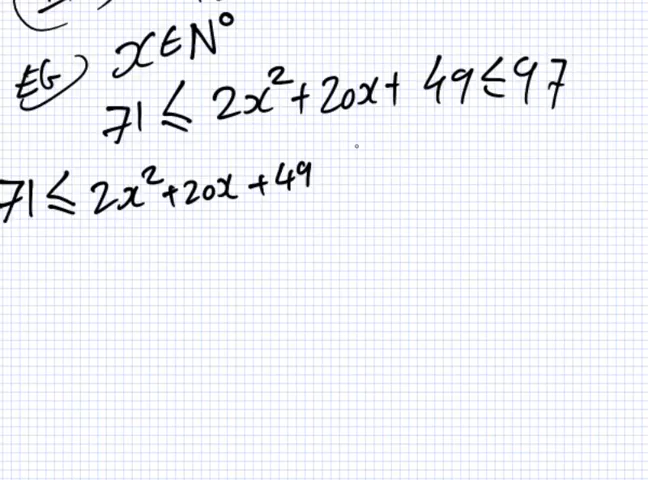 EG) x∈N°
71 ≤ 2x²+20x+ 49≤97
71 ≤ 2x²+20x +49